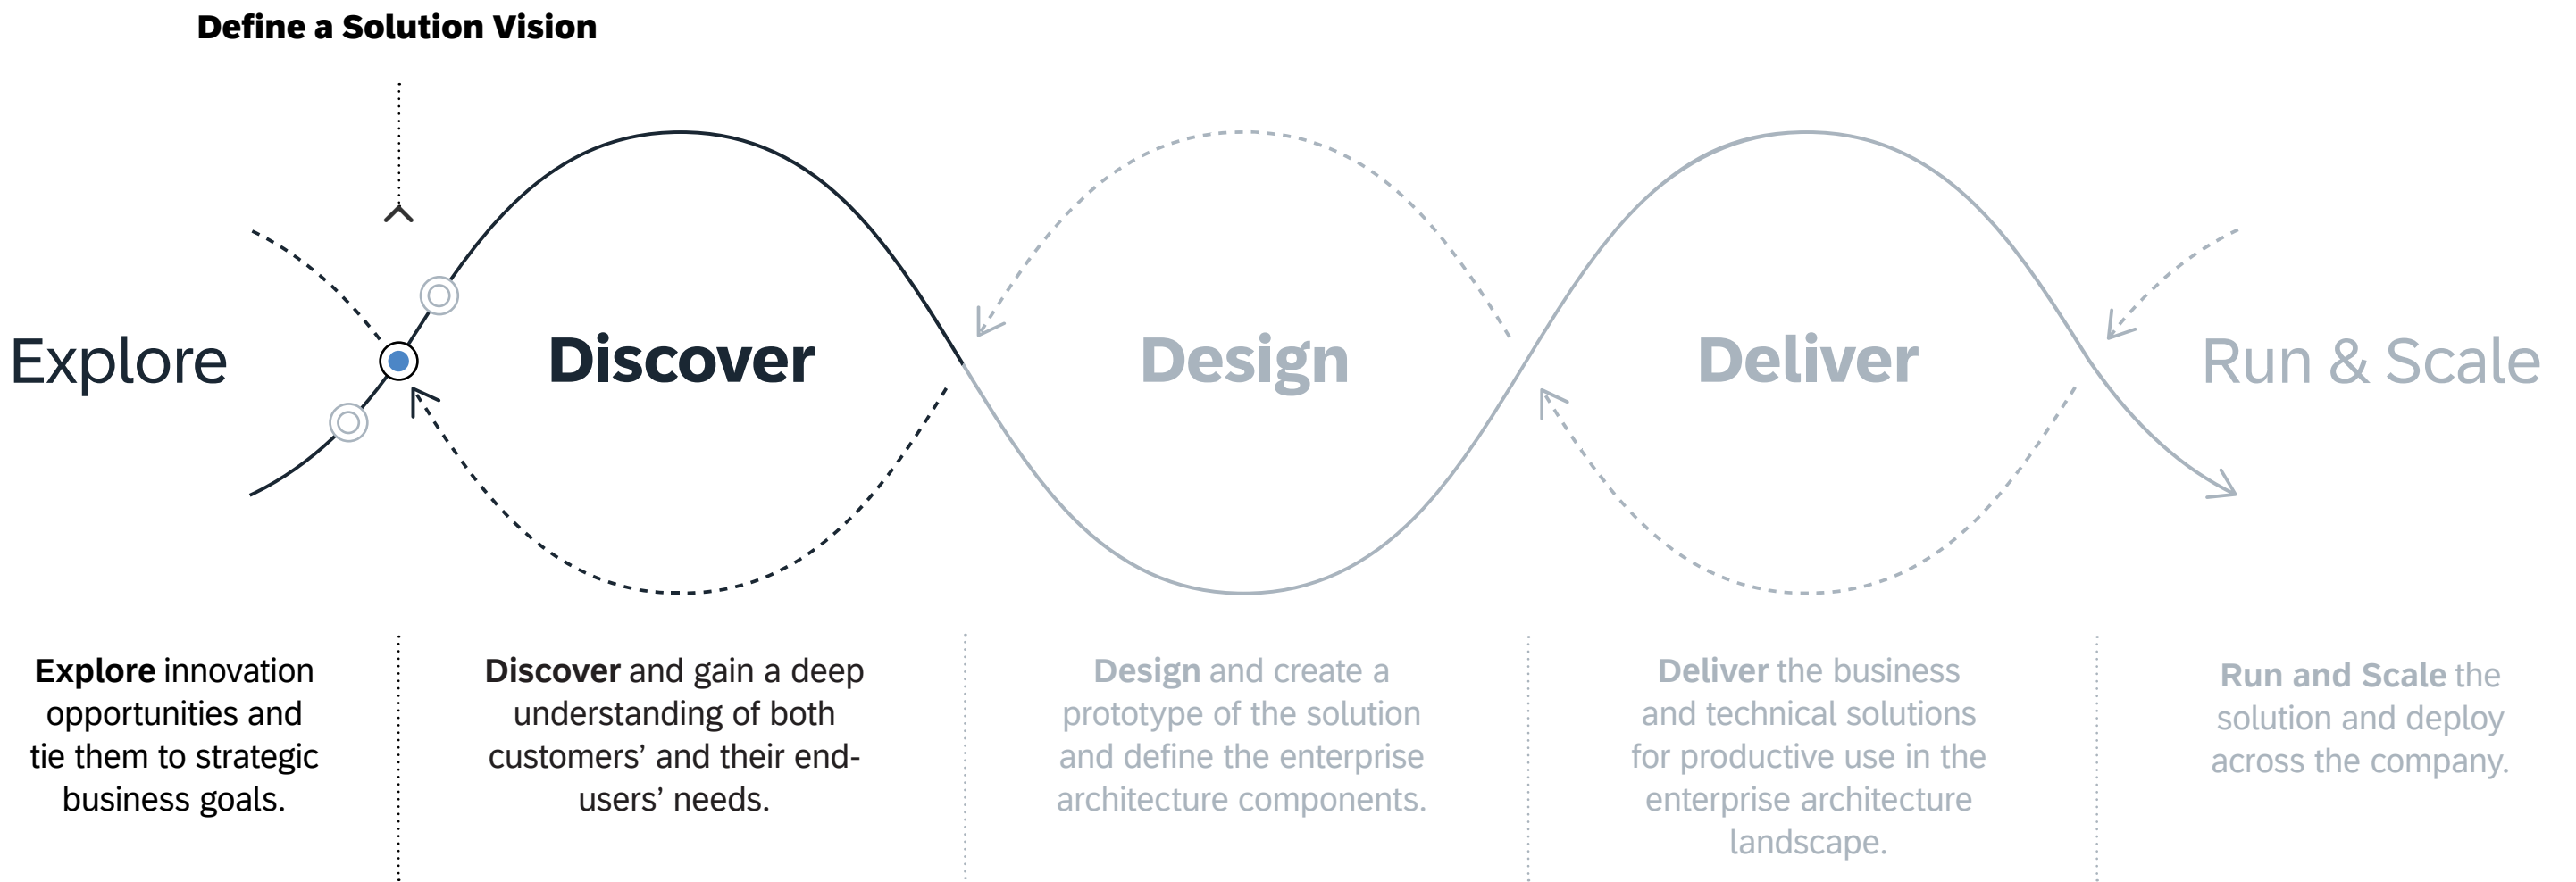 Define a Solution Vision
Explore
Discover
Design
Deliver
Run & Scale
Explore innovation
opportunities and
tie them to strategic
business goals.
Discover and gain a deep
understanding of both
customers’ and their end-
users’ needs.
Design and create a
prototype of the solution
and define the enterprise
architecture components.
Deliver the business
and technical solutions
for productive use in the
enterprise architecture
landscape.
Run and Scale the
solution and deploy
across the company.